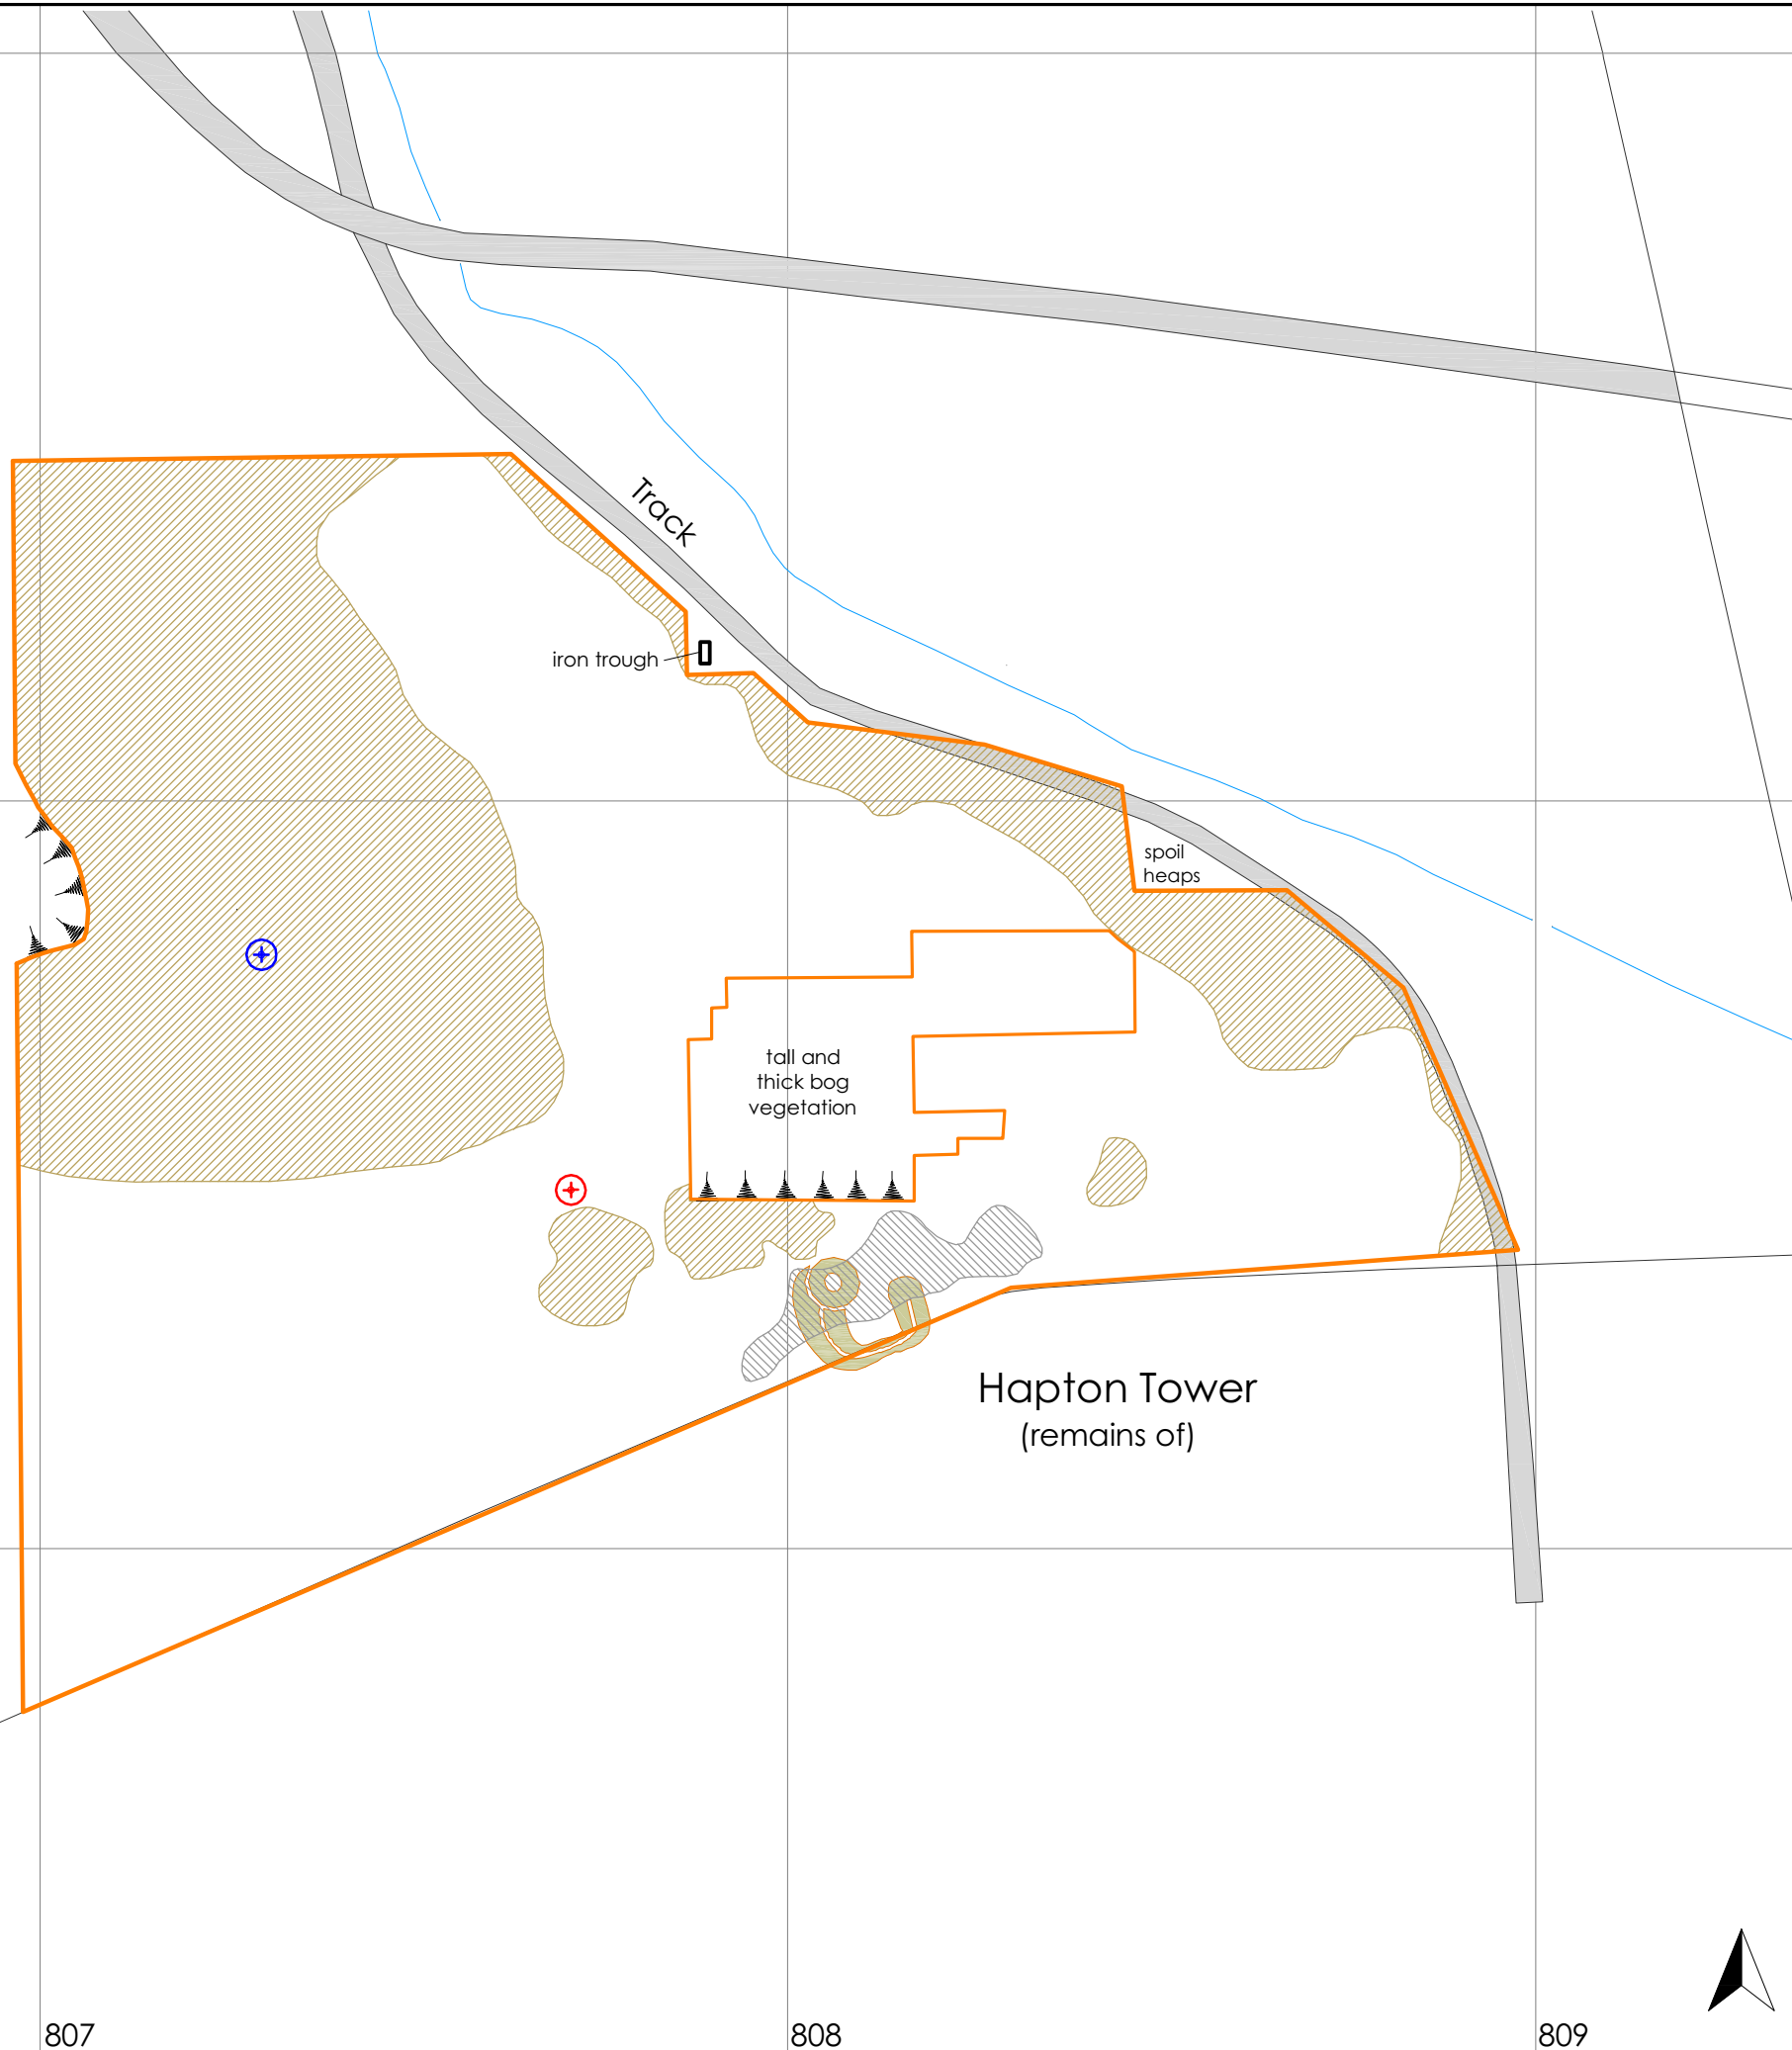 Track
iron trough
spoil
heaps
tall and
thick bog
vegetation
Hapton Tower
(remains of)
807
808
809